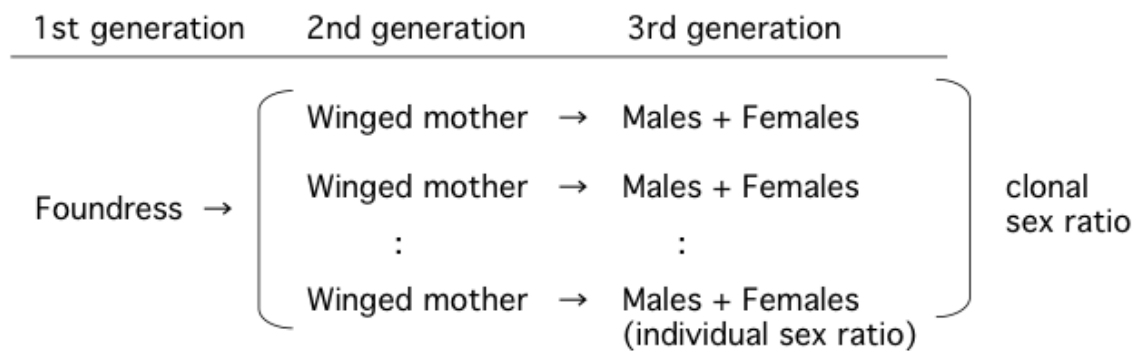 1st generation 2nd generation 3rd generation
Winged mother → Males + Females
Winged mother → Males + Females
Foundress →
clonal
sex ratio
: :
Winged mother → Males + Females
(individual sex ratio)